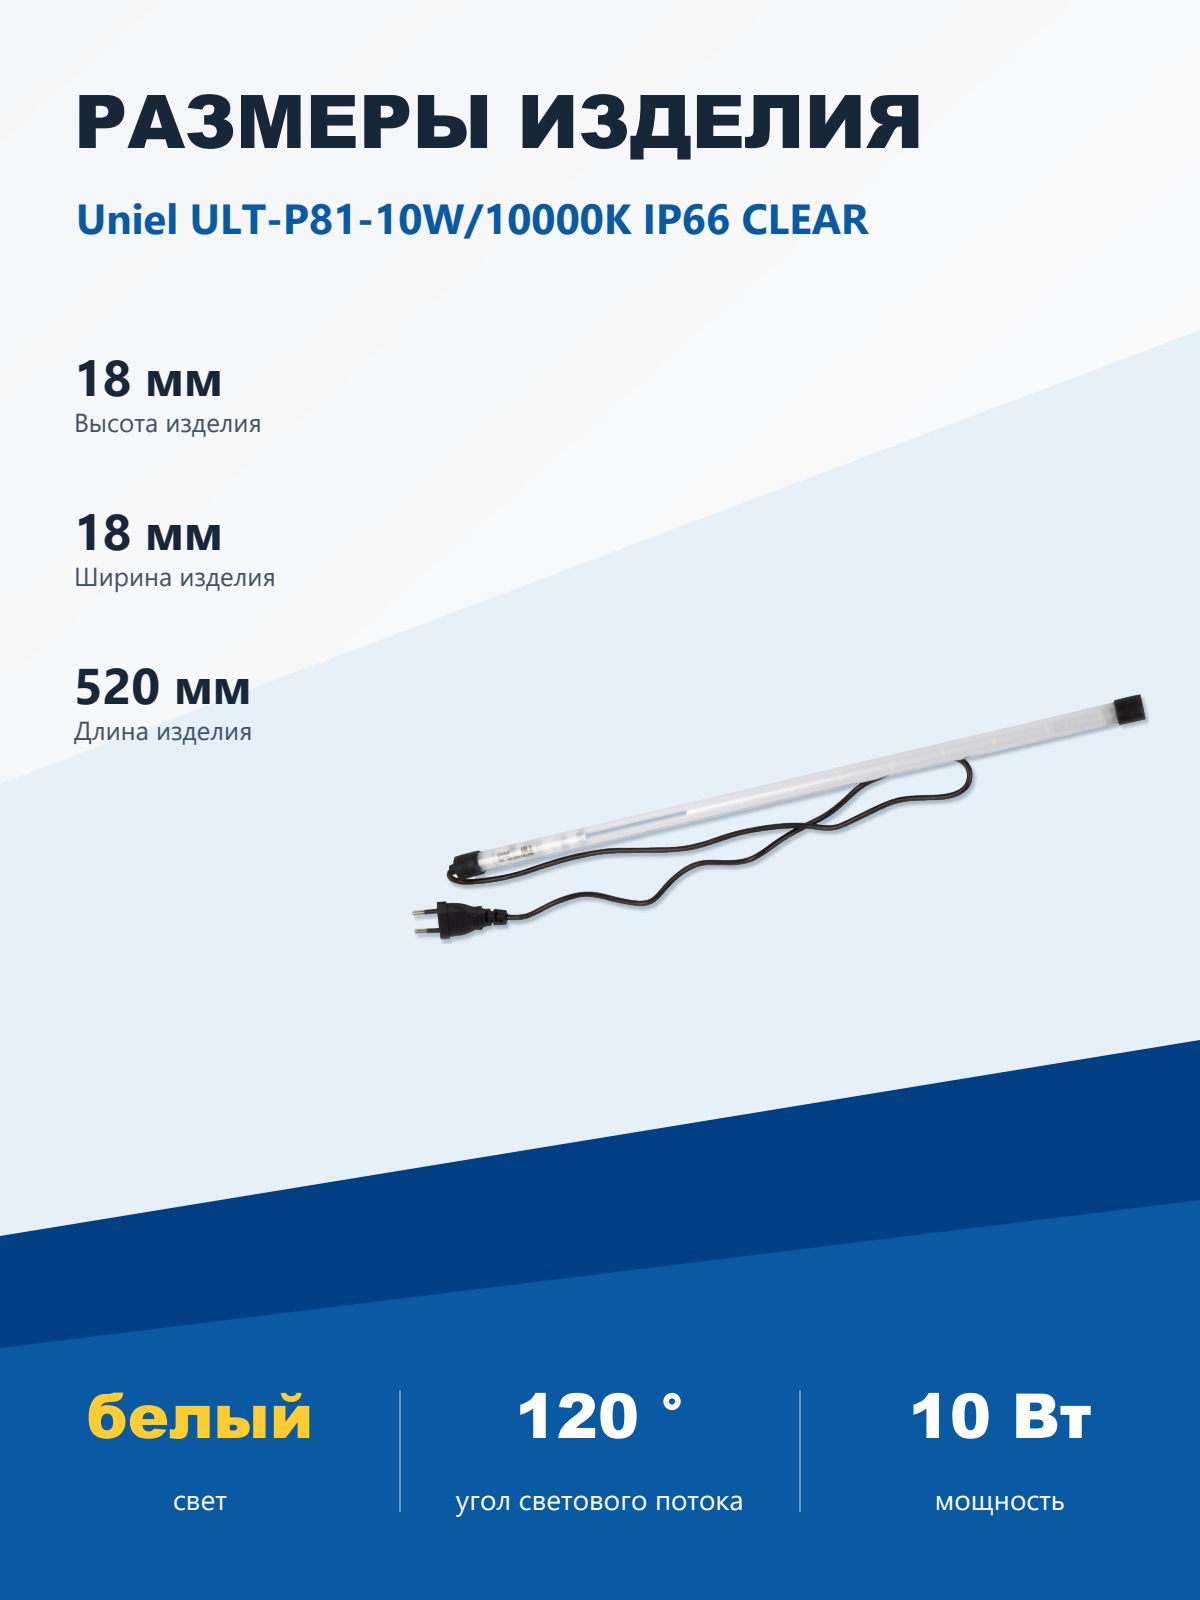 РАЗМЕРЫ ИЗДЕЛИЯ
Uniel ULT-P81-10W/10000K IP66 CLEAR
18 мм
Высота изделия
18 мм
Ширина изделия
520 мм
Длина изделия
Uniel
белый
120 °
10 Вт
свет
угол светового потока
мощность